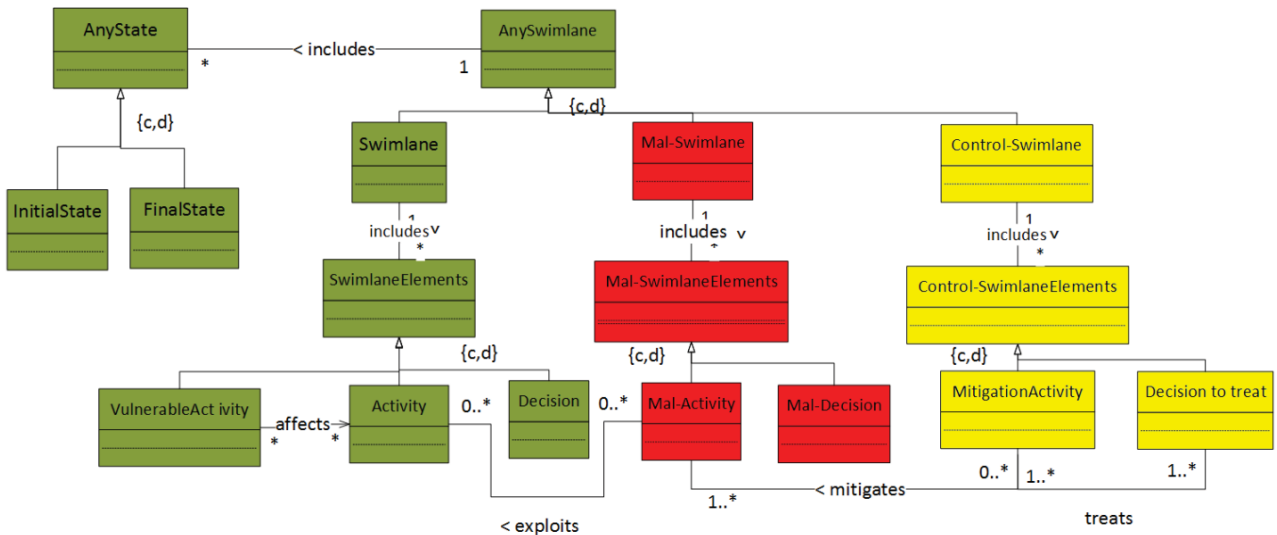 AnyState
AnySwimlane
< includes
*
1
{c,d}
{c,d}
Swimlane
Mal-Swimlane
Control-Swimlane
InitialState
FinalState
1
includes v
*
1
includes v
*
1
includes v
*
SwimlaneElements
Mal-SwimlaneElements
Control-SwimlaneElements
{c,d}
{c,d}
{c,d}
VulnerableAct ivity
affects
*
*
Activity
0..*
Decision
0..*
Mal-Activity
Mal-Decision
MitigationActivity
Decision to treat
1..*
< mitigates
0..*
1..*
1..*
< exploits
treats